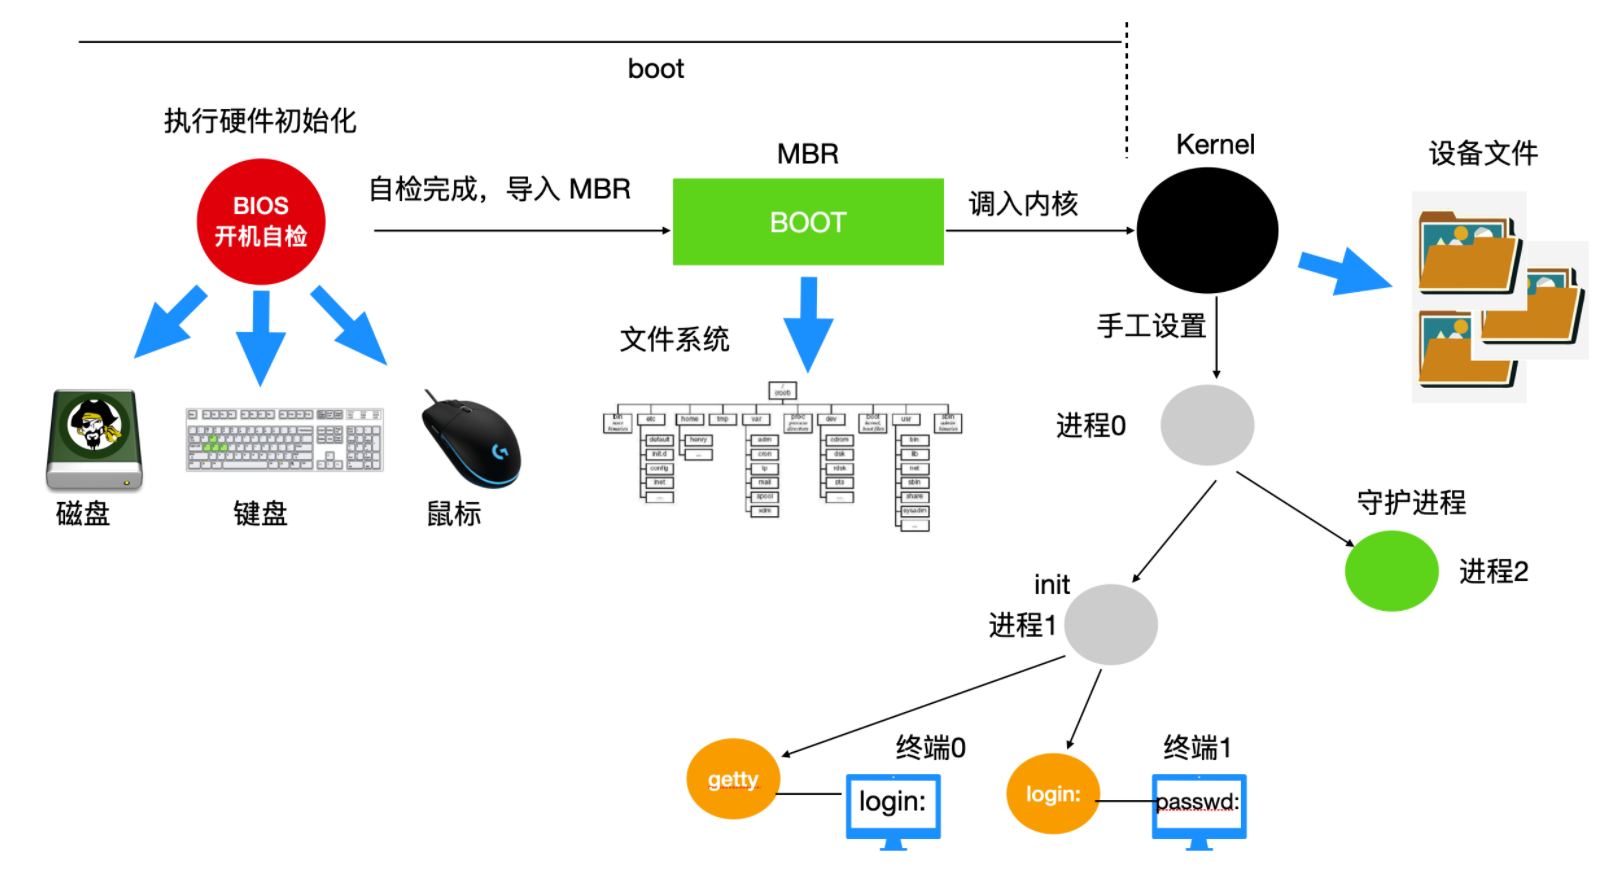 boot
执行硬件初始化
BIOS
开机自检
自检完成，导入 MBR
MBR
BOOT
调入内核
Kernel
设备文件
手工设置
文件系统
磁盘
键盘
鼠标
/
(root)
bin
etc
home
tmp
var
dev
boot
usr
sbin
default
init.d
config
inet
...
henry
...
adm
cron
lp
mail
spool
xdm
cdrom
dsk
rdsk
pts
...
bin
lib
net
sbin
share
sysadm
...
进程0
守护进程
进程2
init
进程1
getty
终端0
login:
login:
终端1
passwd: